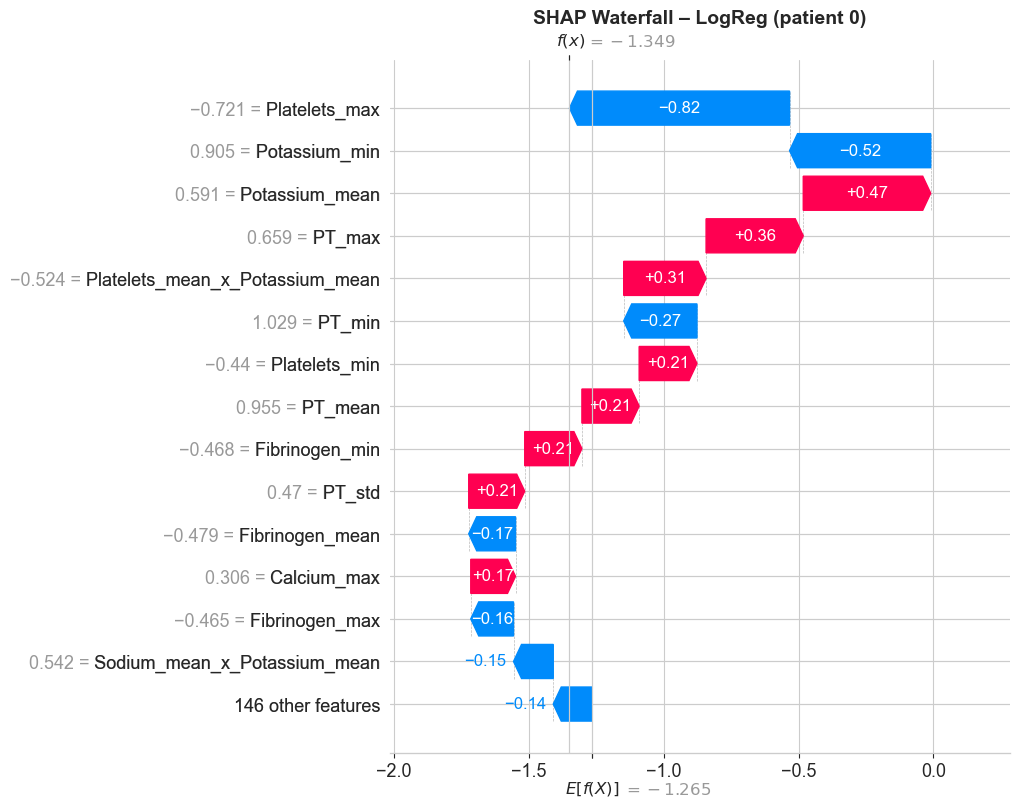 SHAP Waterfall – LogReg (patient 0)
f(x) = −1.349
−0.721 = Platelets_max −0.82
0.905 = Potassium_min −0.52
0.591 = Potassium_mean +0.47
0.659 = PT_max +0.36
−0.524 = Platelets_mean_x_Potassium_mean +0.31
1.029 = PT_min −0.27
−0.44 = Platelets_min +0.21
0.955 = PT_mean +0.21
−0.468 = Fibrinogen_min +0.21
0.47 = PT_std +0.21
−0.479 = Fibrinogen_mean −0.17
0.306 = Calcium_max +0.17
−0.465 = Fibrinogen_max −0.16
0.542 = Sodium_mean_x_Potassium_mean −0.15
146 other features −0.14
−2.0 −1.5 −1.0 −0.5 0.0
E[f(X)] = −1.265